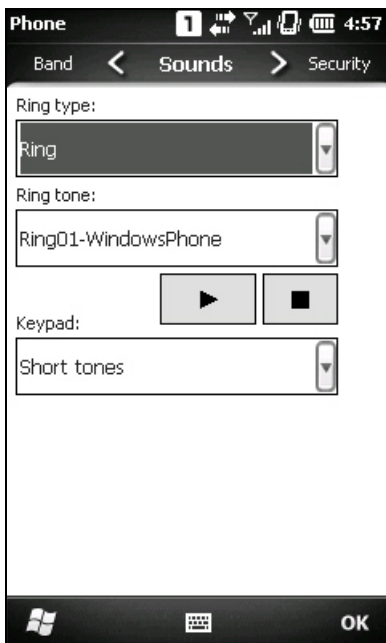 Phone 1 4:57
Band Sounds Security
Ring type:
Ring
Ring tone:
Ring01-WindowsPhone
Keypad:
Short tones
OK